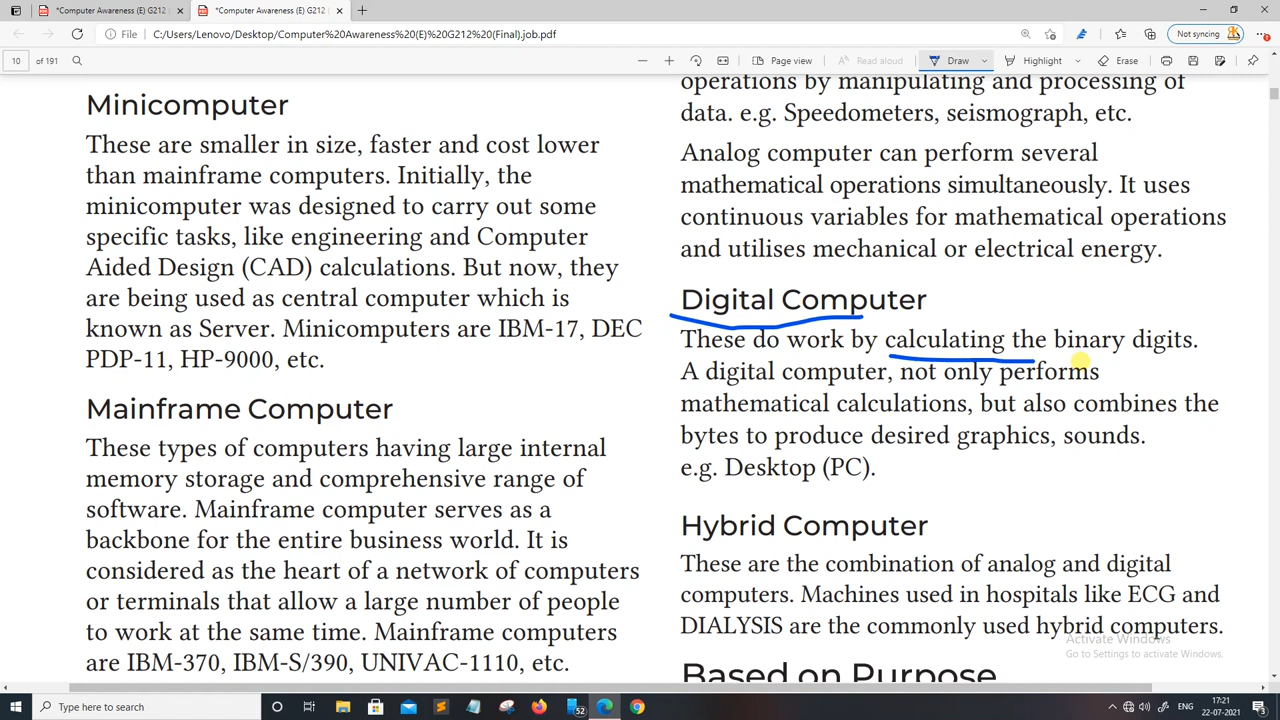 *Computer Awareness (E) G212
*Computer Awareness (E) G212
File
C:/Users/Lenovo/Desktop/Computer%20Awareness%20(E)%20G212%20(Final).job.pdf
Not syncing
10 of 191
Page view
Read aloud
Draw
Highlight
Erase
Minicomputer
These are smaller in size, faster and cost lower
than mainframe computers. Initially, the
minicomputer was designed to carry out some
specific tasks, like engineering and Computer
Aided Design (CAD) calculations. But now, they
are being used as central computer which is
known as Server. Minicomputers are IBM-17, DEC
PDP-11, HP-9000, etc.
Mainframe Computer
These types of computers having large internal
memory storage and comprehensive range of
software. Mainframe computer serves as a
backbone for the entire business world. It is
considered as the heart of a network of computers
or terminals that allow a large number of people
to work at the same time. Mainframe computers
are IBM-370, IBM-S/390, UNIVAC-1110, etc.
operations by manipulating and processing of
data. e.g. Speedometers, seismograph, etc.
Analog computer can perform several
mathematical operations simultaneously. It uses
continuous variables for mathematical operations
and utilises mechanical or electrical energy.
Digital Computer
These do work by calculating the binary digits.
A digital computer, not only performs
mathematical calculations, but also combines the
bytes to produce desired graphics, sounds.
e.g. Desktop (PC).
Hybrid Computer
These are the combination of analog and digital
computers. Machines used in hospitals like ECG and
DIALYSIS are the commonly used hybrid computers.
Based on Purpose
Activate Windows
Go to Settings to activate Windows.
Type here to search
52
ENG
17:21
22-07-2021
3